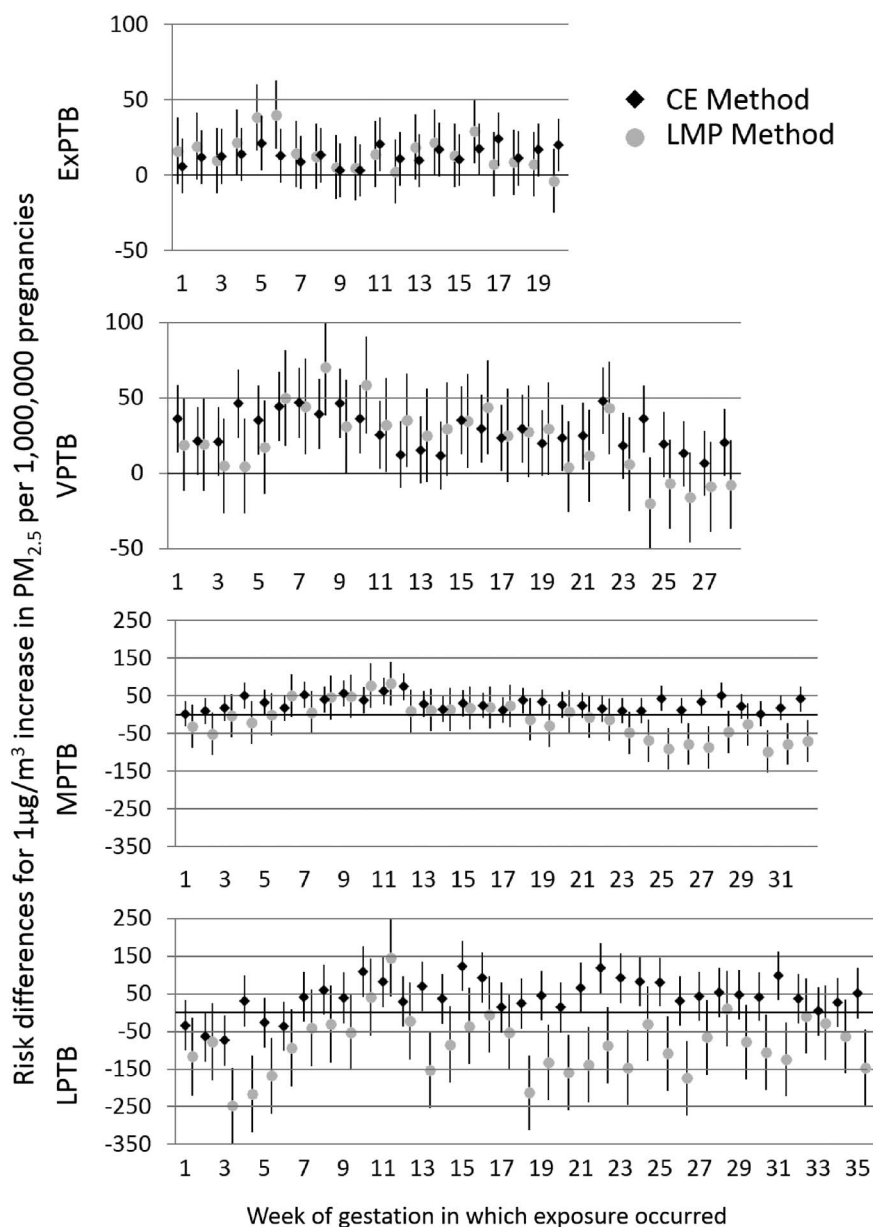 Risk differences for 1µg/m³ increase in PM₂.₅ per 1,000,000 pregnancies
ExPTB
100
50
0
-50
1 3 5 7 9 11 13 15 17 19
CE Method
LMP Method
VPTB
100
50
0
-50
1 3 5 7 9 11 13 15 17 19 21 23 25 27
MPTB
250
150
50
-50
-150
-250
-350
1 3 5 7 9 11 13 15 17 19 21 23 25 27 29 31
LPTB
250
150
50
-50
-150
-250
-350
1 3 5 7 9 11 13 15 17 19 21 23 25 27 29 31 33 35
Week of gestation in which exposure occurred